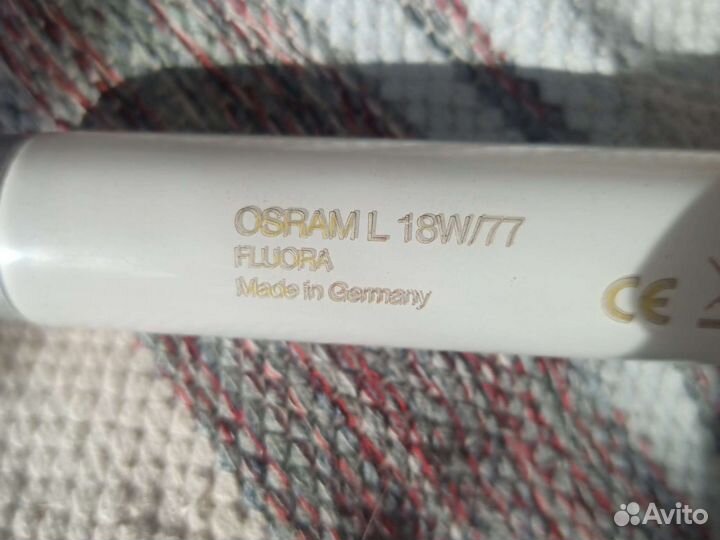 OSRAM L 18W/77
FLUORA
Made in Germany
CE
Avito